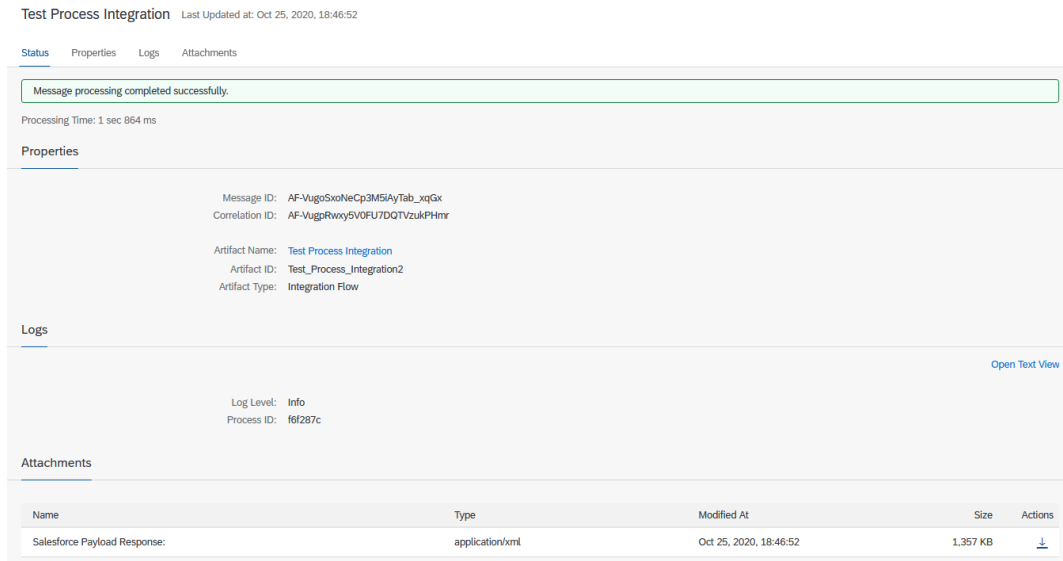 Test Process Integration Last Updated at: Oct 25, 2020, 18:46:52
Status Properties Logs Attachments
Message processing completed successfully.
Processing Time: 1 sec 864 ms
Properties
Message ID: AF-VugoSxoNeCp3M5iAyTab_xqGx
Correlation ID: AF-VugpRwxy5V0FU7DQTVzukPHmr
Artifact Name: Test Process Integration
Artifact ID: Test_Process_Integration2
Artifact Type: Integration Flow
Logs
Open Text View
Log Level: Info
Process ID: f6f287c
Attachments
Name Type Modified At Size Actions
Salesforce Payload Response: application/xml Oct 25, 2020, 18:46:52 1,357 KB